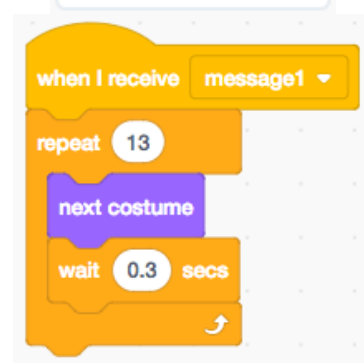 when I receive message1
repeat 13
next costume
wait 0.3 secs